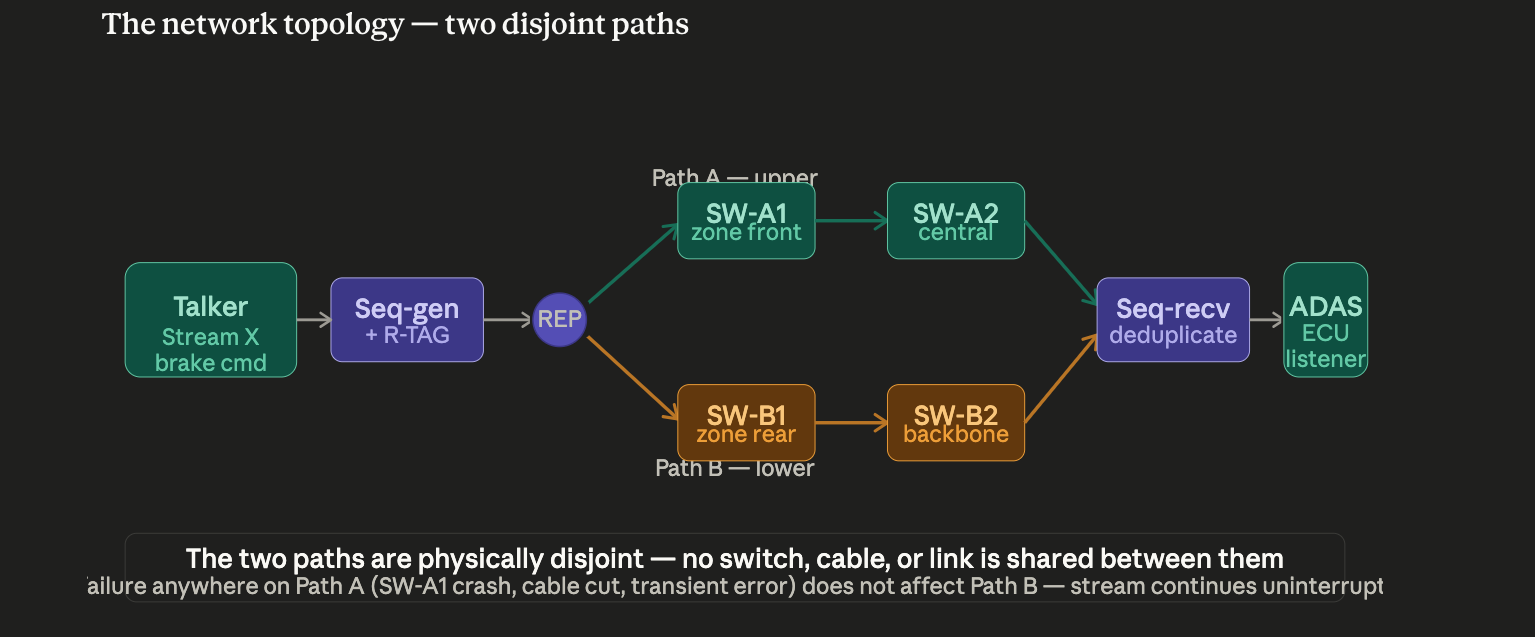 The network topology — two disjoint paths
Path A — upper
SW-A1
zone front
SW-A2
central
Talker
Stream X
brake cmd
Seq-gen
+ R-TAG
REP
Seq-recv
deduplicate
ADAS
ECU
listener
SW-B1
zone rear
SW-B2
backbone
Path B — lower
The two paths are physically disjoint — no switch, cable, or link is shared between them
ailure anywhere on Path A (SW-A1 crash, cable cut, transient error) does not affect Path B — stream continues uninterrupt